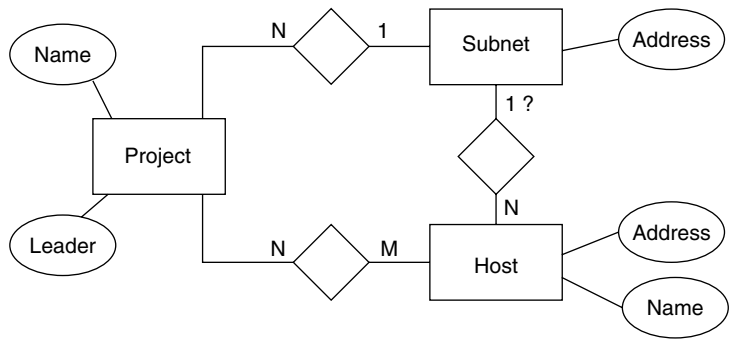 N
1
Subnet
Address
Name
1 ?
Project
N
Leader
N
M
Host
Address
Name